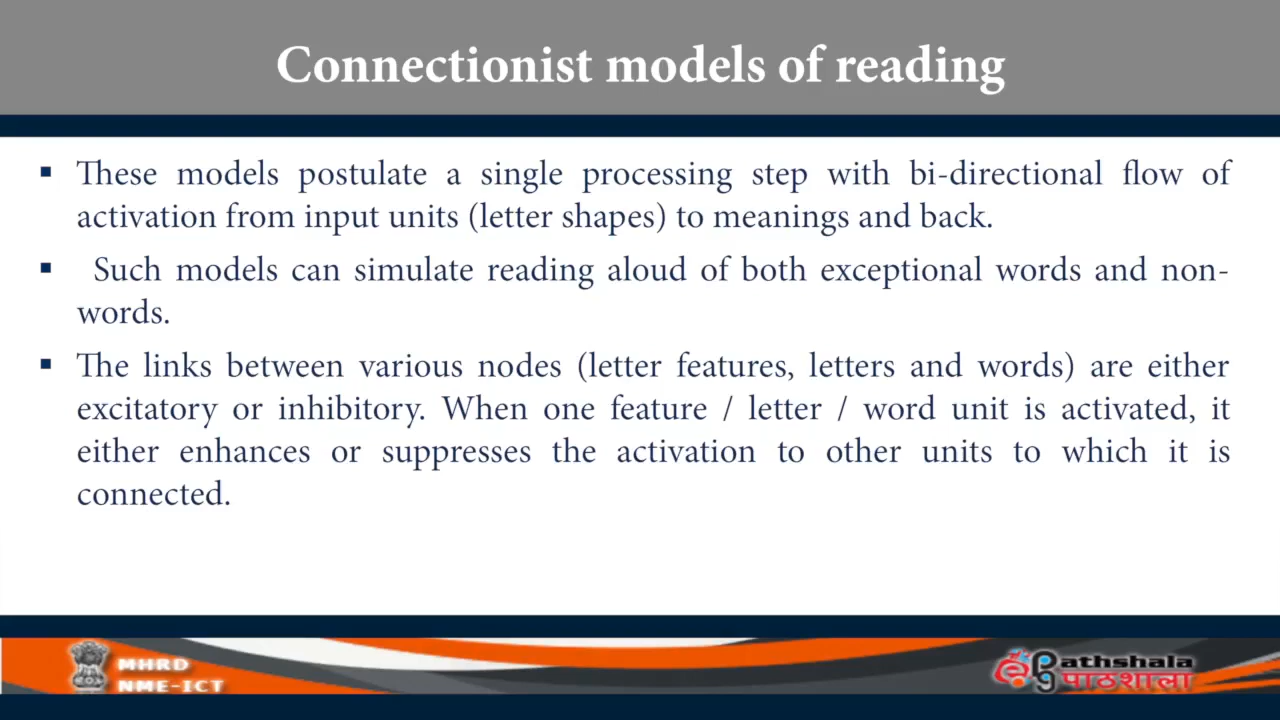 Connectionist models of reading
▪ These models postulate a single processing step with bi-directional flow of
activation from input units (letter shapes) to meanings and back.
▪ Such models can simulate reading aloud of both exceptional words and non-
words.
▪ The links between various nodes (letter features, letters and words) are either
excitatory or inhibitory. When one feature / letter / word unit is activated, it
either enhances or suppresses the activation to other units to which it is
connected.
MHRD
NME-ICT
epg Pathshala
पाठशाला